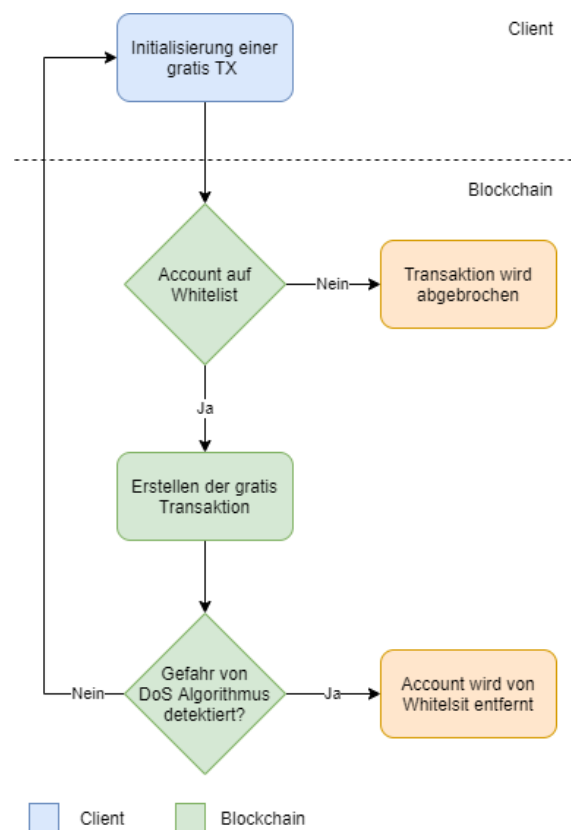 Client
Initialisierung einer
gratis TX
Blockchain
Account auf
Whitelist
Nein
Transaktion wird
abgebrochen
Ja
Erstellen der gratis
Transaktion
Gefahr von
DoS Algorithmus
detektiert?
Nein
Ja
Account wird von
Whitelsit entfernt
Client
Blockchain